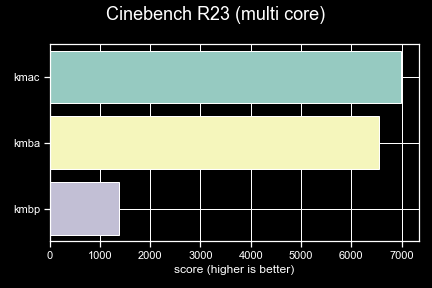 Cinebench R23 (multi core)
kmac
kmba
kmbp
0 1000 2000 3000 4000 5000 6000 7000
score (higher is better)